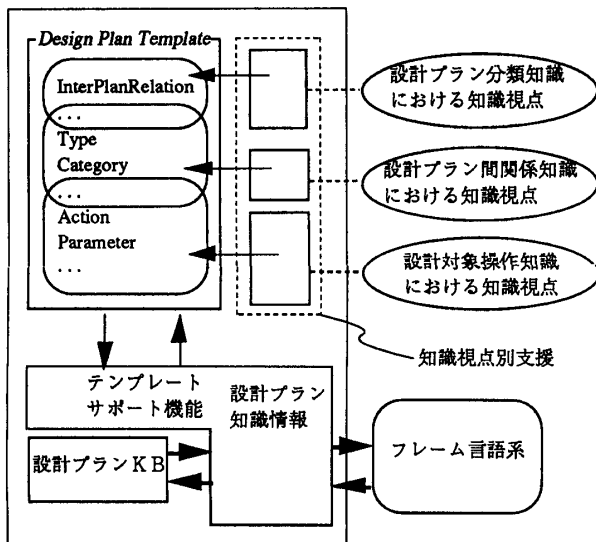 Design Plan Template
InterPlanRelation
...
Type
Category
...
Action
Parameter
...
設計プラン分類知識
における知識視点
設計プラン間関係知識
における知識視点
設計対象操作知識
における知識視点
知識視点別支援
テンプレート
サポート機能
設計プラン
知識情報
設計プランＫＢ
フレーム言語系